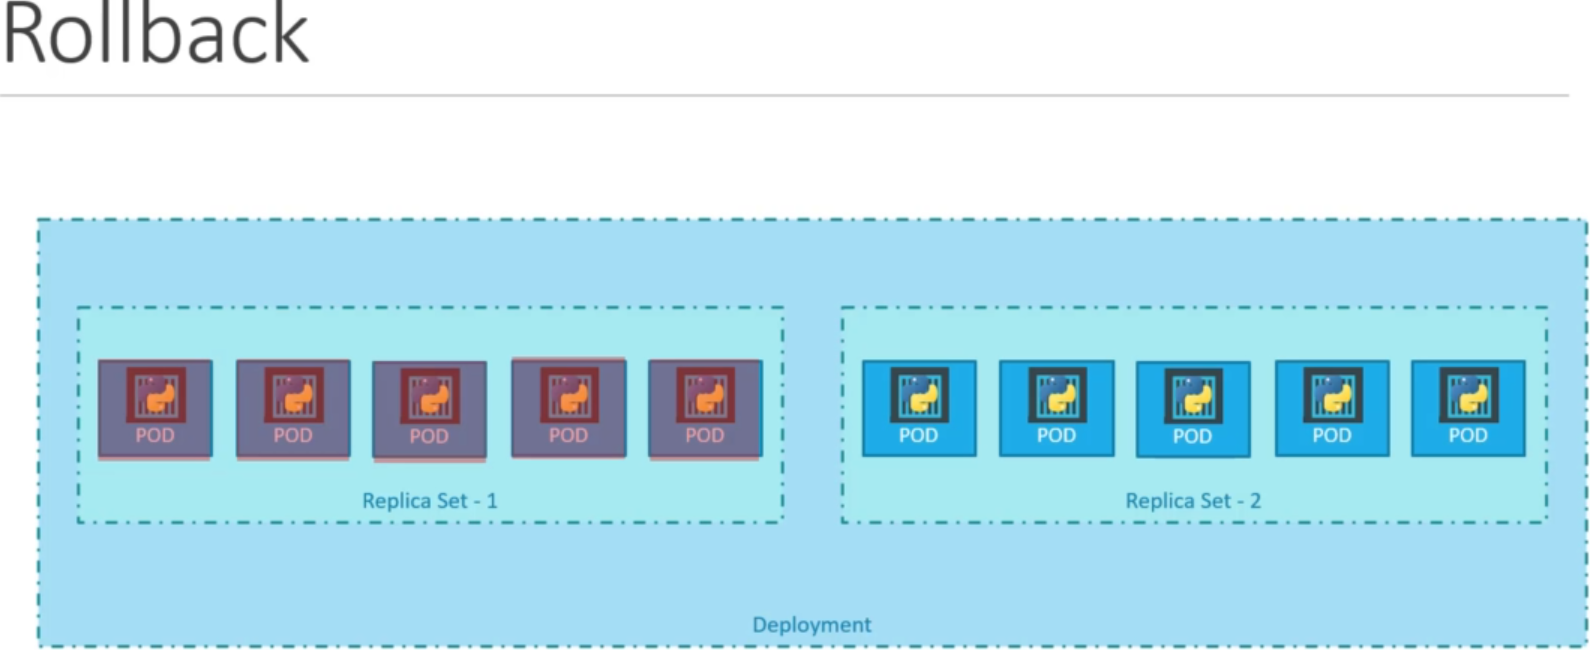 Rollback
POD POD POD POD POD
Replica Set - 1
POD POD POD POD POD
Replica Set - 2
Deployment